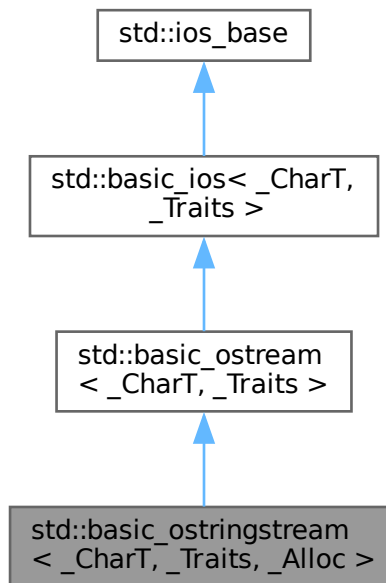 std::ios_base
std::basic_ios< _CharT,
_Traits >
std::basic_ostream
< _CharT, _Traits >
std::basic_ostringstream
< _CharT, _Traits, _Alloc >